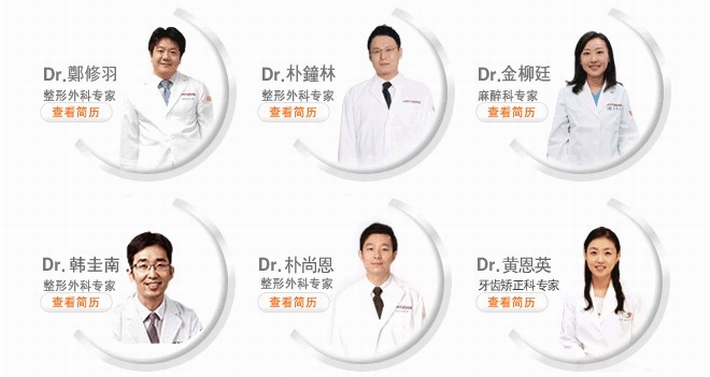 Dr.鄭修羽
整形外科专家
查看简历
Dr.朴鐘林
整形外科专家
查看简历
Dr.金柳廷
麻醉科专家
查看简历
Dr.韩圭南
整形外科专家
查看简历
Dr.朴尚恩
整形外科专家
查看简历
Dr.黄恩英
牙齿矫正科专家
查看简历